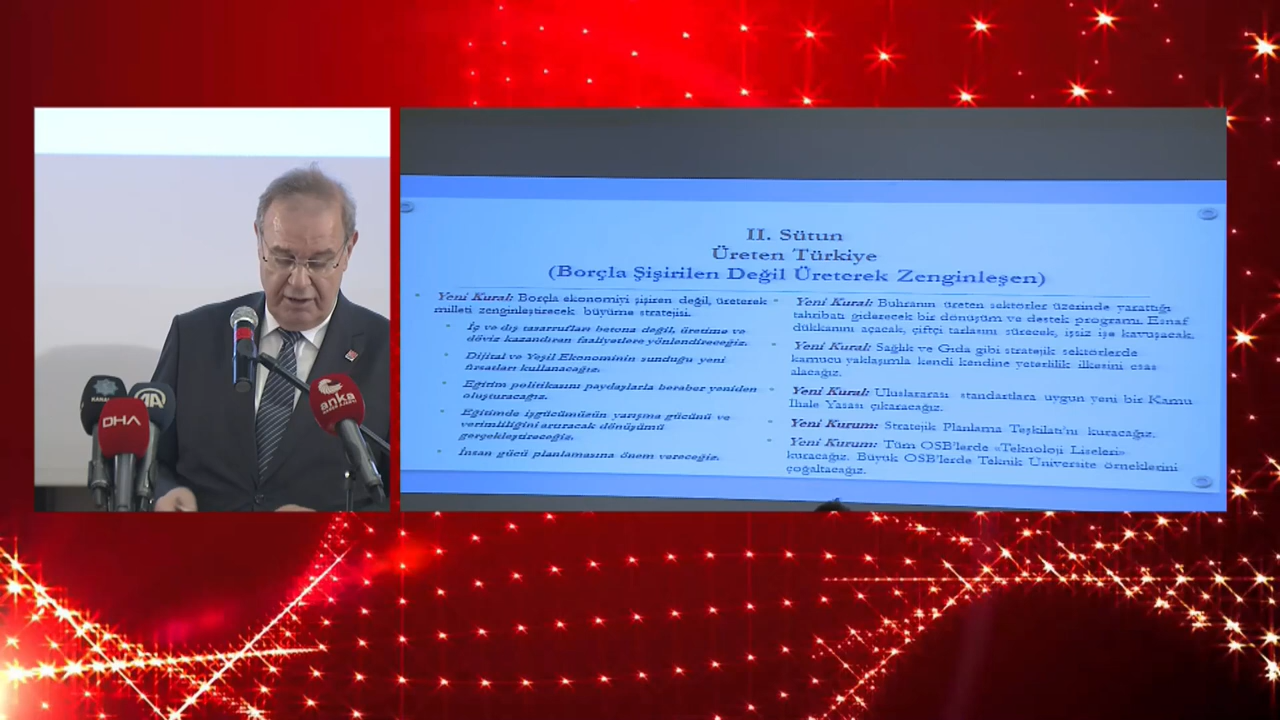 II. Sütun
Üreten Türkiye
(Borçla Şişirilen Değil Üreterek Zenginleşen)
Yeni Kural: Borçla ekonomiyi şişiren değil, üreterek
milleti zenginleştirecek büyüme stratejisi.
İç ve dış tasarrufları betona değil, üretime ve
döviz kazandıran faaliyetlere yönlendireceğiz.
Dijital ve Yeşil Ekonominin sunduğu yeni
fırsatları kullanacağız.
Eğitim politikasını paydaşlarla beraber yeniden
oluşturacağız.
Eğitimde işgücümüzün yarışma gücünü ve
verimliliğini artıracak dönüşümü
gerçekleştireceğiz.
İnsan gücü planlamasına önem vereceğiz.
Yeni Kural: Buhranın üreten sektörler üzerinde yarattığı
tahribatı giderecek bir dönüşüm ve destek programı. Esnaf
dükkanını açacak, çiftçi tarlasını sürecek, işsiz işe kavuşacak.
Yeni Kural: Sağlık ve Gıda gibi stratejik sektörlerde
kamucu yaklaşımla kendi kendine yeterlilik ilkesini esas
alacağız.
Yeni Kural: Uluslararası standartlara uygun yeni bir Kamu
İhale Yasası çıkaracağız.
Yeni Kurum: Stratejik Planlama Teşkilatı'nı kuracağız.
Yeni Kurum: Tüm OSB'lerde «Teknoloji Liseleri»
kuracağız. Büyük OSB'lerde Teknik Üniversite örneklerini
çoğaltacağız.
DHA
AA
anka